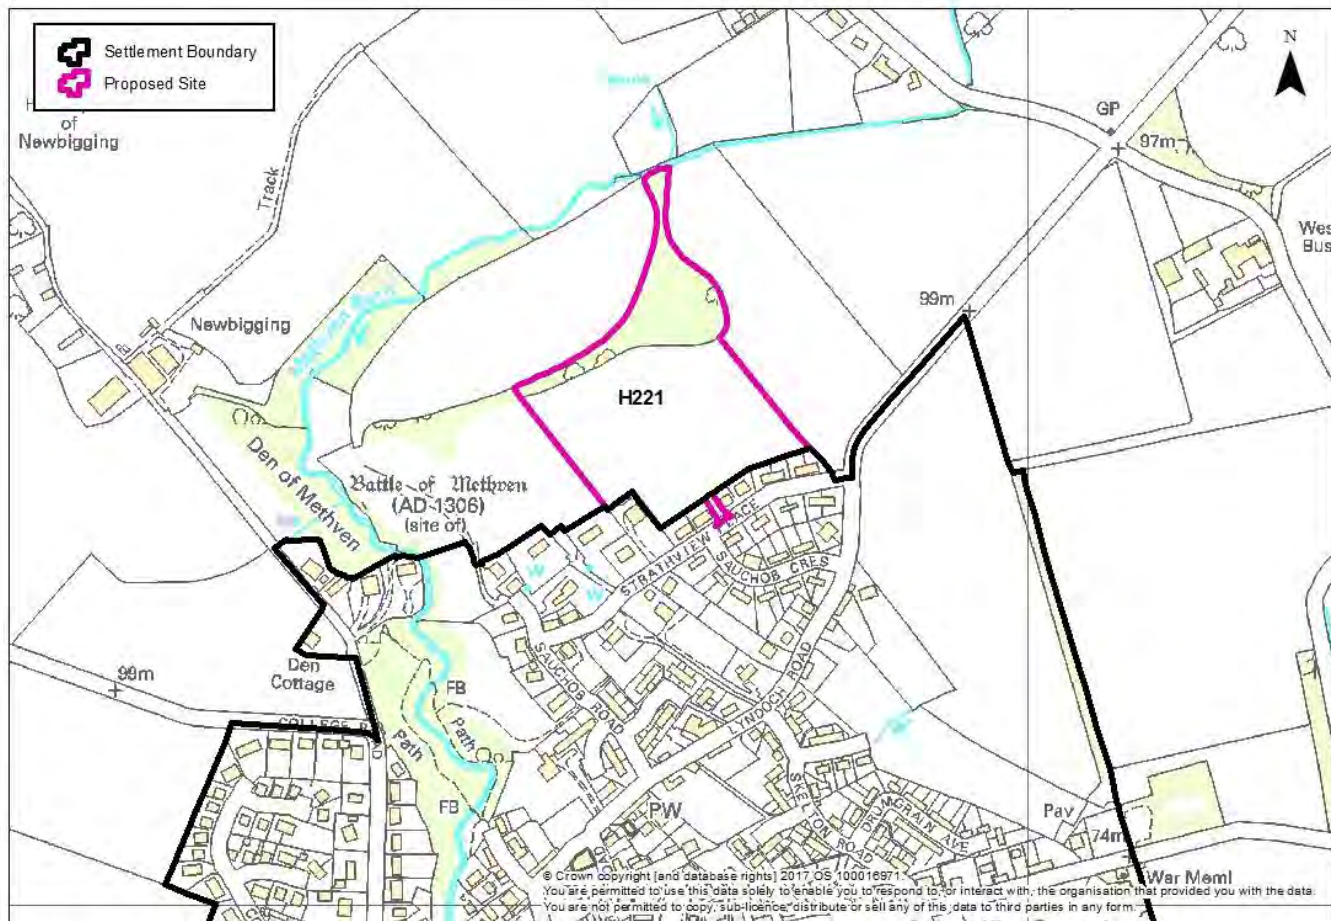 Settlement Boundary
Proposed Site
N
of
Newbigging
Track
GP
97m
99m
Newbigging
H221
Den of Methven
Battle of Methven
(AD 1306)
(site of)
STRATHVIEW PLACE
SAUCHOB CRES
W
W
99m
Den
Cottage
FB
Path
Path
FB
SAUCHOB ROAD
LYNDOCH ROAD
SKELTON ROAD
DRUMGRAIN AVE
PW
Pav
74m
War Meml
© Crown copyright [and database rights] 2017 OS 100016971.
You are permitted to use this data solely to enable you to respond to, or interact with, the organisation that provided you with the data.
You are not permitted to copy, sub-licence, distribute or sell any of this data to third parties in any form.